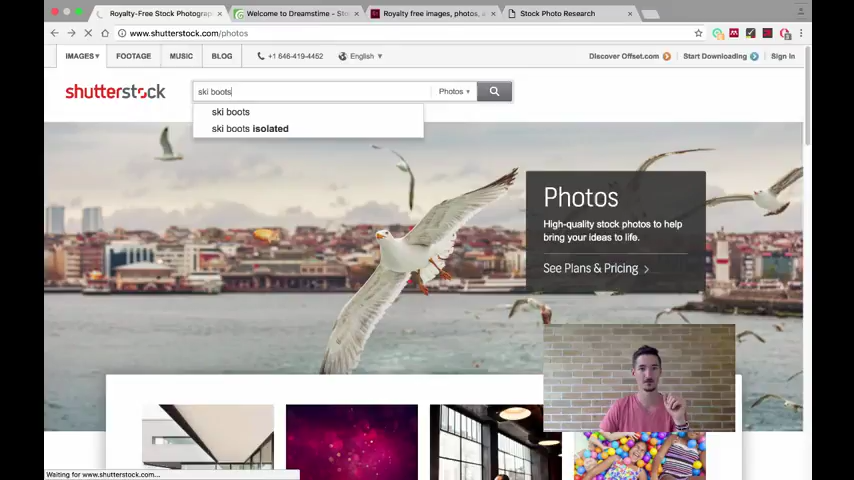 Royalty-Free Stock Photograp
Welcome to Dreamstime - Sto
Royalty free images, photos,
Stock Photo Research
www.shutterstock.com/photos
IMAGES
FOOTAGE
MUSIC
BLOG
+1 646-419-4452
English
Discover Offset.com
Start Downloading
Sign In
shutterstock
ski boots
Photos
ski boots
ski boots isolated
Photos
High-quality stock photos to help
bring your ideas to life.
See Plans & Pricing
Waiting for www.shutterstock.com...